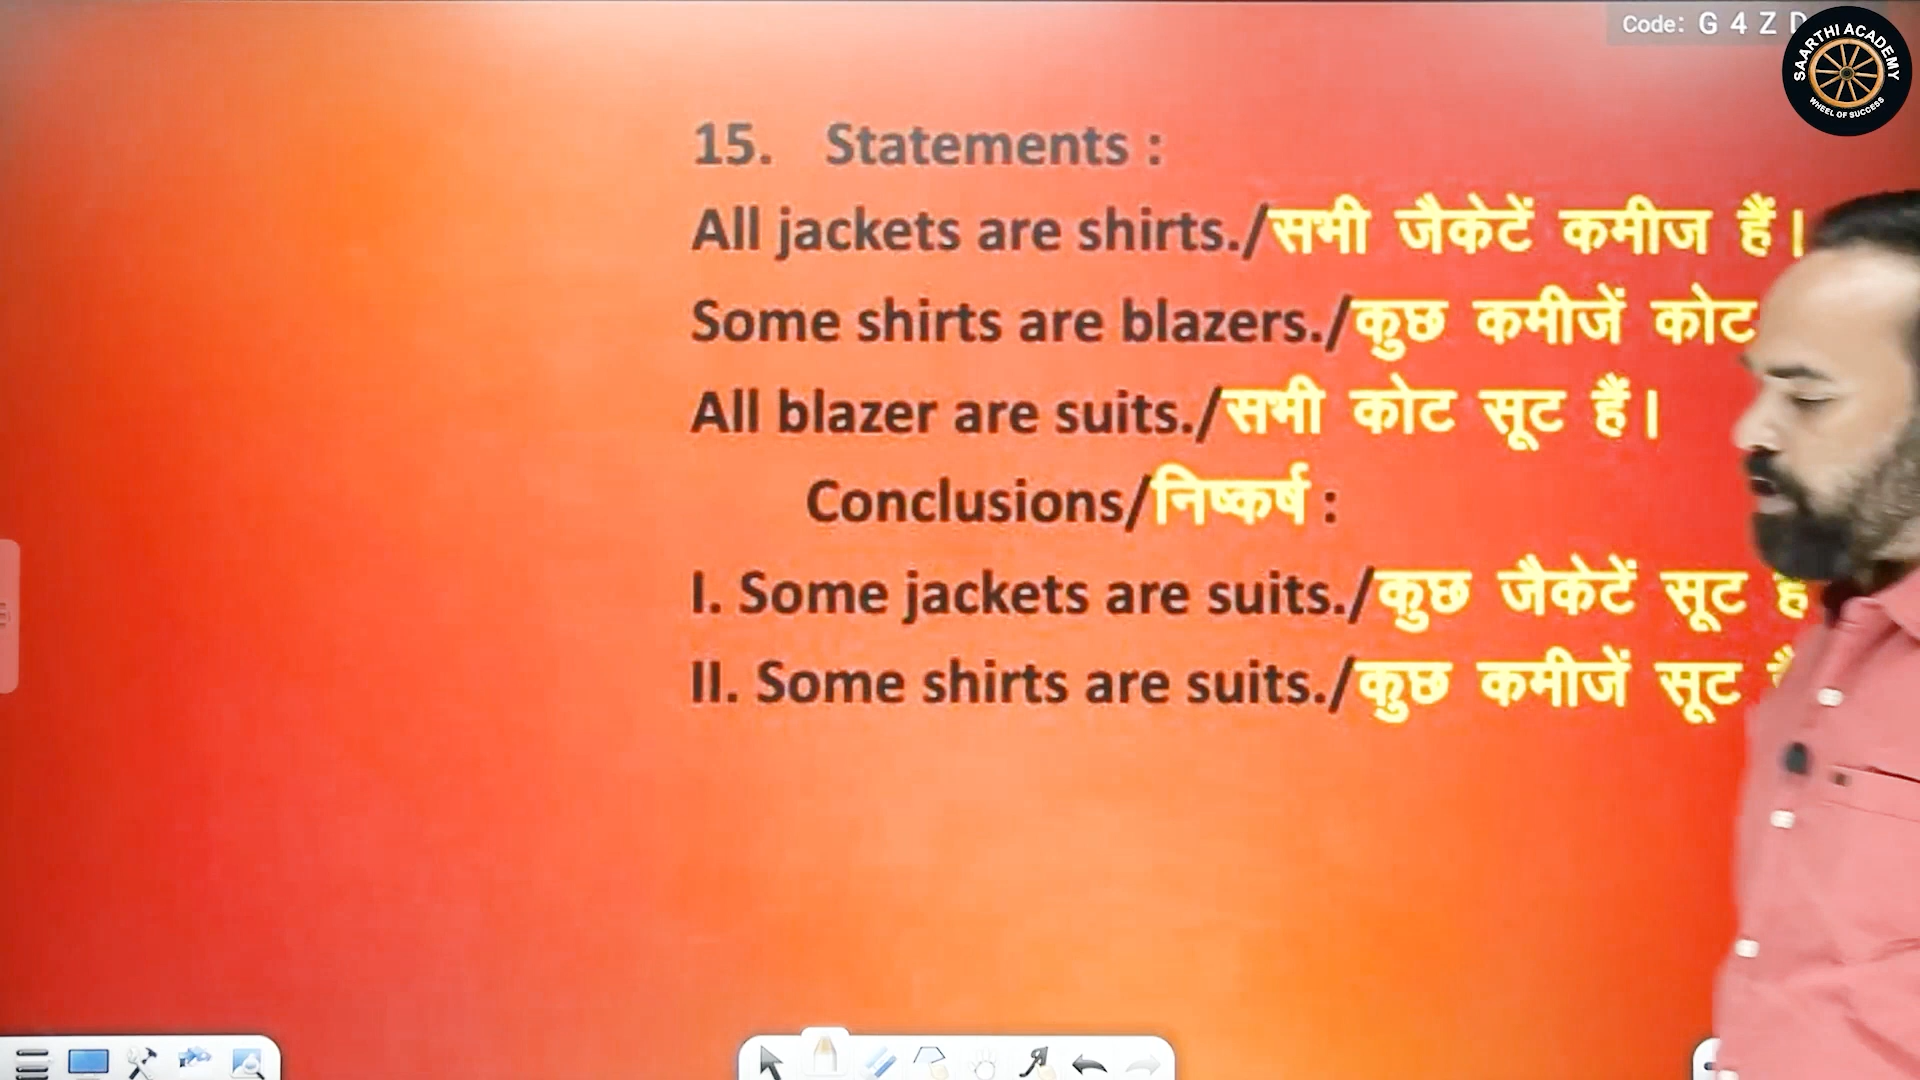 Code: G 4 Z
SAARTHI ACADEMY
WHEEL OF SUCCESS
15. Statements :
All jackets are shirts./सभी जैकेटें कमीज हैं।
Some shirts are blazers./कुछ कमीजें कोट
All blazer are suits./सभी कोट सूट हैं।
Conclusions/निष्कर्ष :
I. Some jackets are suits./कुछ जैकेटें सूट
II. Some shirts are suits./कुछ कमीजें सूट